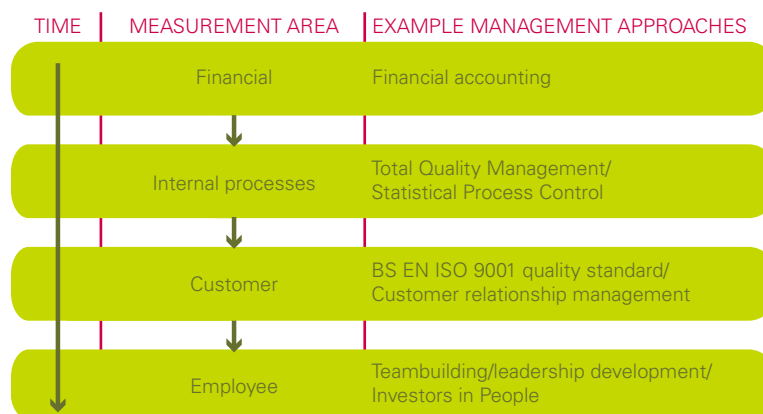 TIME
MEASUREMENT AREA
EXAMPLE MANAGEMENT APPROACHES
Financial
Financial accounting
Internal processes
Total Quality Management/
Statistical Process Control
Customer
BS EN ISO 9001 quality standard/
Customer relationship management
Employee
Teambuilding/leadership development/
Investors in People